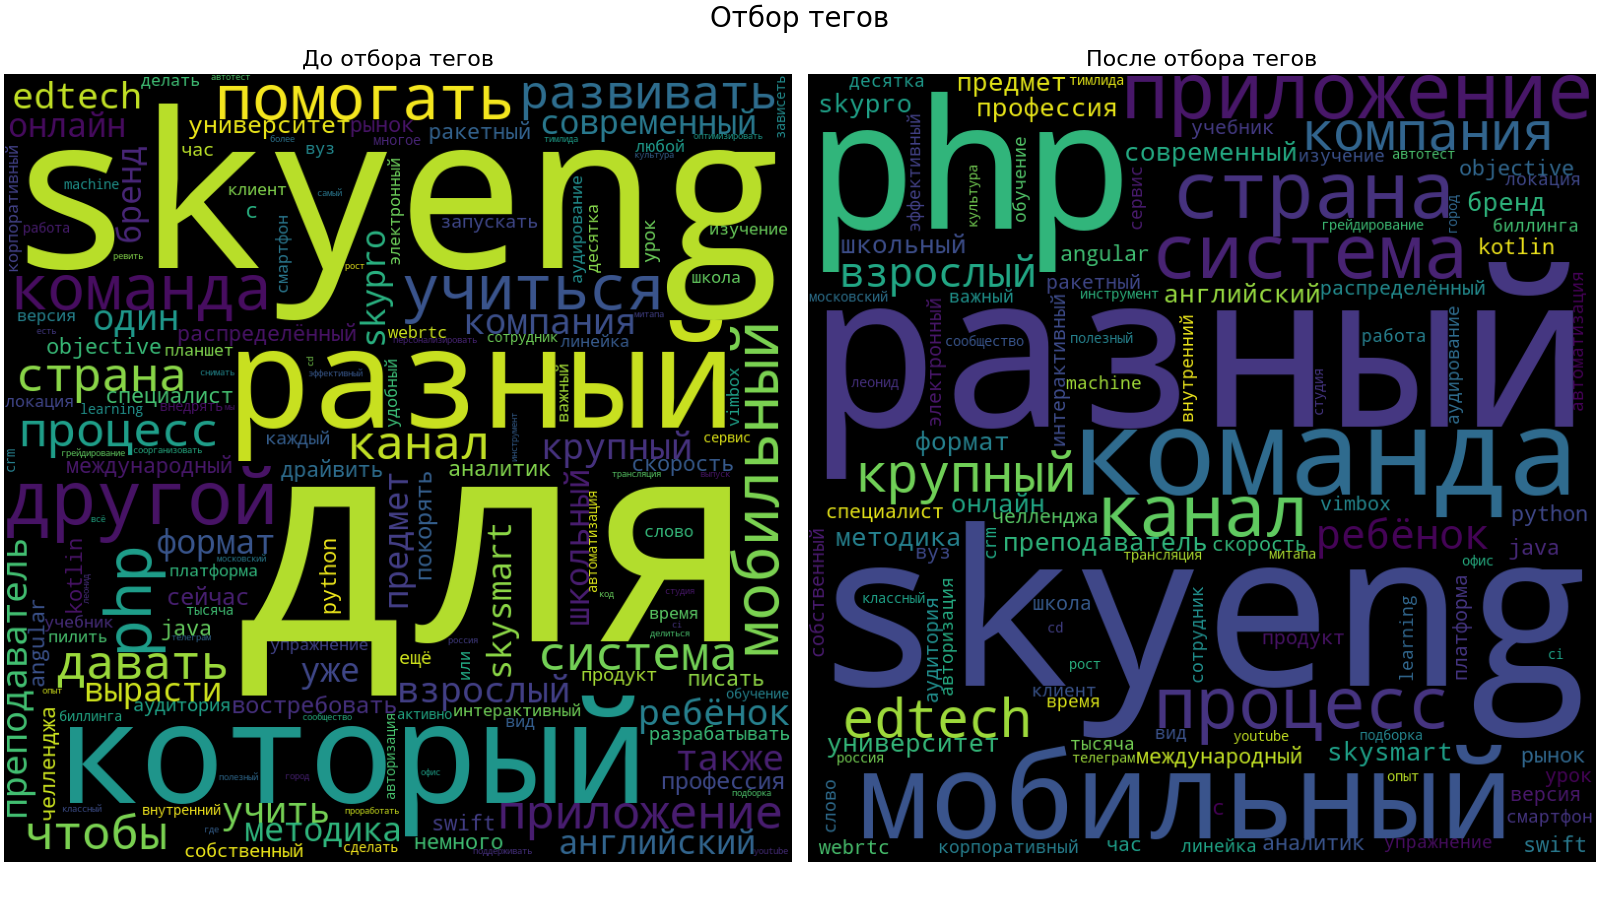 Отбор тегов
До отбора тегов
делать
автотест
edtech
помогать
развивать
зависеть
онлайн
университет
рынок
ракетный
современный
оптимизировать
более
многое
тимлида
любой
час
вуз
культура
корпоративный
бренд
skyeng
machine
клиент
самый
электронный
с
запускать
аудирование
десятка
урок
изучение
работа
смартфон
ревить
рост
школа
команда
skypro
учиться
версия
один
компания
митапа
есть
распределённый
webrtc
персонализировать
сотрудник
линейка
objective
планшет
cd
разный
мобильный
страна
снимать
эффективный
удобный
важный
vimbox
специалист
локация
learning
внедрять
мы
процесс
каждый
канал
инструмент
крупный
сервис
crm
грейдирование
соорганизовать
международный
драйвить
аналитик
скорость
трансляция
выпуск
другой
предмет
покорять
школьный
автоматизация
всё
для
слово
формат
kotlin
php
python
skysmart
московский
леонид
платформа
сейчас
код
студия
тысяча
время
преподаватель
angular
учебник
java
ci
пилить
телеграм
делиться
упражнение
россия
давать
уже
ещё
или
система
продукт
писать
опыт
вырасти
взрослый
обучение
аудитория
востребовать
активно
интерактивный
ребёнок
биллинга
сообщество
вид
разрабатывать
челленджа
который
авторизация
также
офис
полезный
город
профессия
подборка
классный
внутренний
учить
проработать
приложение
где
swift
чтобы
методика
немного
английский
собственный
сделать
поддерживать
youtube
После отбора тегов
десятка
предмет
тимлида
приложение
skypro
профессия
php
эффективный
учебник
компания
культура
обучение
современный
изучение
автотест
сервис
objective
локация
страна
бренд
город
грейдирование
биллинга
школьный
angular
система
kotlin
взрослый
ракетный
московский
важный
инструмент
английский
распределённый
автоматизация
разный
электронный
сообщество
интерактивный
полезный
внутренний
работа
аудирование
леонид
machine
студия
формат
команда
крупный
онлайн
канал
vimbox
специалист
челленджа
python
методика
вуз
crm
преподаватель
скорость
ребёнок
java
трансляция
митапа
офис
собственный
skyeng
классный
аудитория
авторизация
школа
сотрудник
learning
платформа
cd
продукт
рост
ci
клиент
время
процесс
edtech
вид
youtube
подборка
университет
тысяча
skysmart
рынок
россия
телеграм
международный
опыт
урок
слово
мобильный
с
версия
смартфон
webrtc
корпоративный
час
линейка
аналитик
упражнение
swift